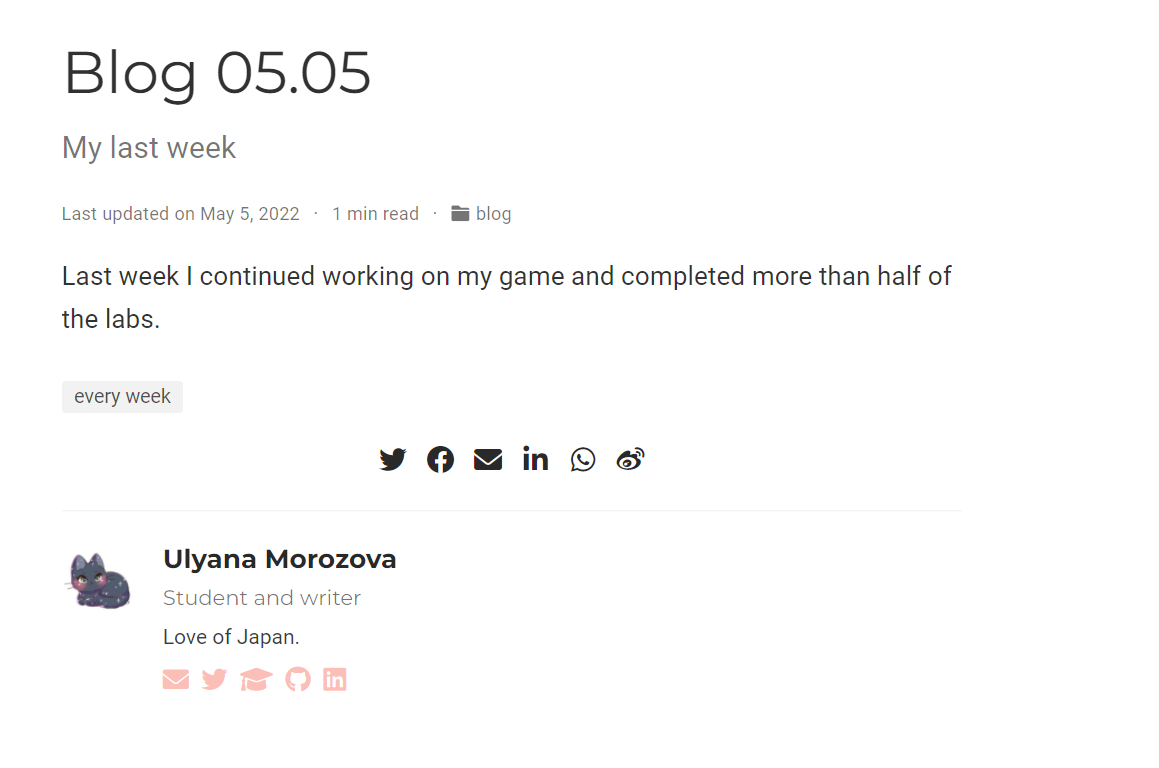 Blog 05.05
My last week
Last updated on May 5, 2022 · 1 min read · blog
Last week I continued working on my game and completed more than half of
the labs.
every week
Ulyana Morozova
Student and writer
Love of Japan.